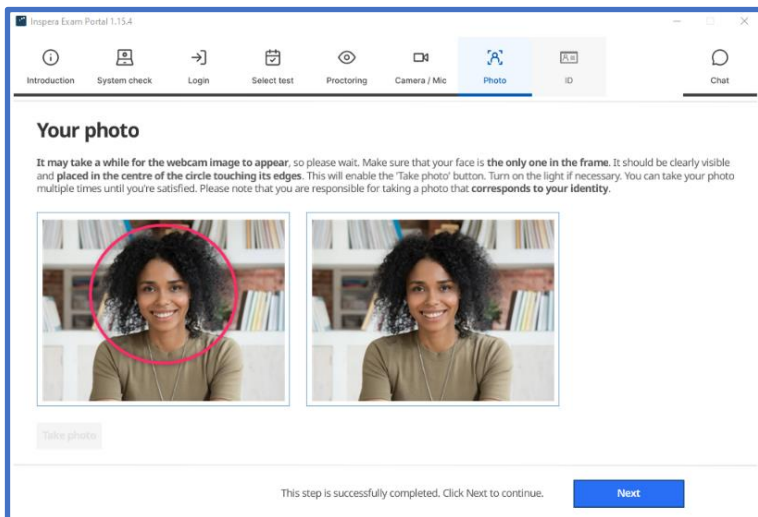 Inspera Exam Portal 1.15.4
Introduction
System check
Login
Select test
Proctoring
Camera / Mic
Photo
ID
Chat
Your photo
It may take a while for the webcam image to appear, so please wait. Make sure that your face is the only one in the frame. It should be clearly visible
and placed in the centre of the circle touching its edges. This will enable the 'Take photo' button. Turn on the light if necessary. You can take your photo
multiple times until you're satisfied. Please note that you are responsible for taking a photo that corresponds to your identity.
Take photo
This step is successfully completed. Click Next to continue.
Next